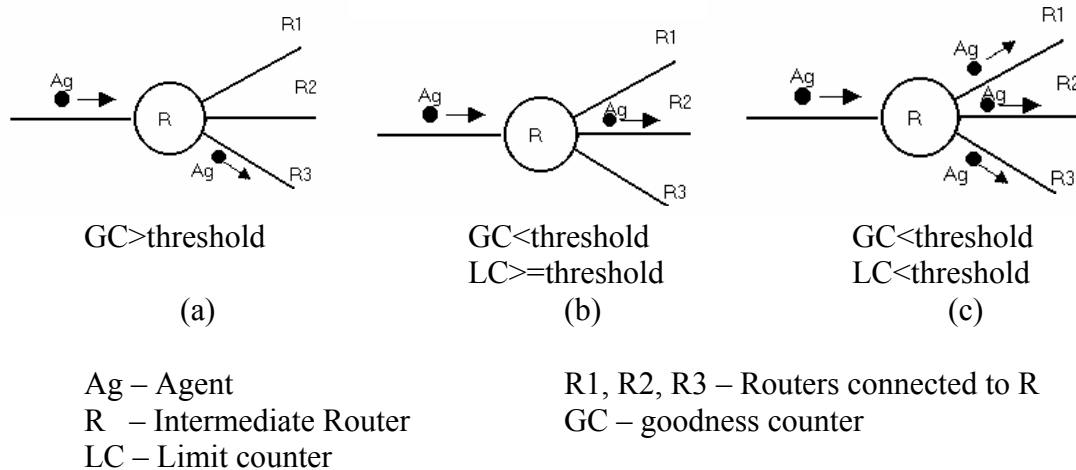 R1
Ag
R2
R
Ag
R3
GC>threshold
(a)
R1
Ag
Ag
R2
R
R3
GC<threshold
LC>=threshold
(b)
R1
Ag
Ag
R2
Ag
R
Ag
R3
GC<threshold
LC<threshold
(c)
Ag – Agent
R – Intermediate Router
LC – Limit counter
R1, R2, R3 – Routers connected to R
GC – goodness counter